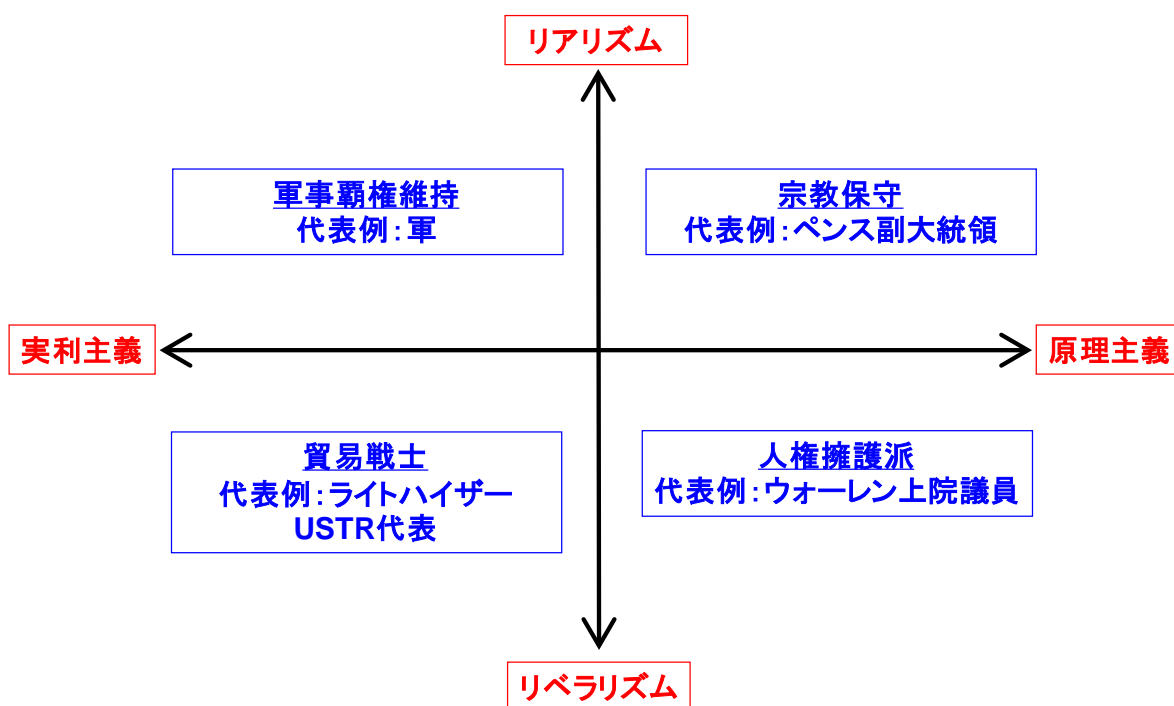 リアリズム
軍事覇権維持
代表例：軍
宗教保守
代表例：ペンス副大統領
実利主義
原理主義
貿易戦士
代表例：ライトハイザー
USTR代表
人権擁護派
代表例：ウォーレン上院議員
リベラリズム